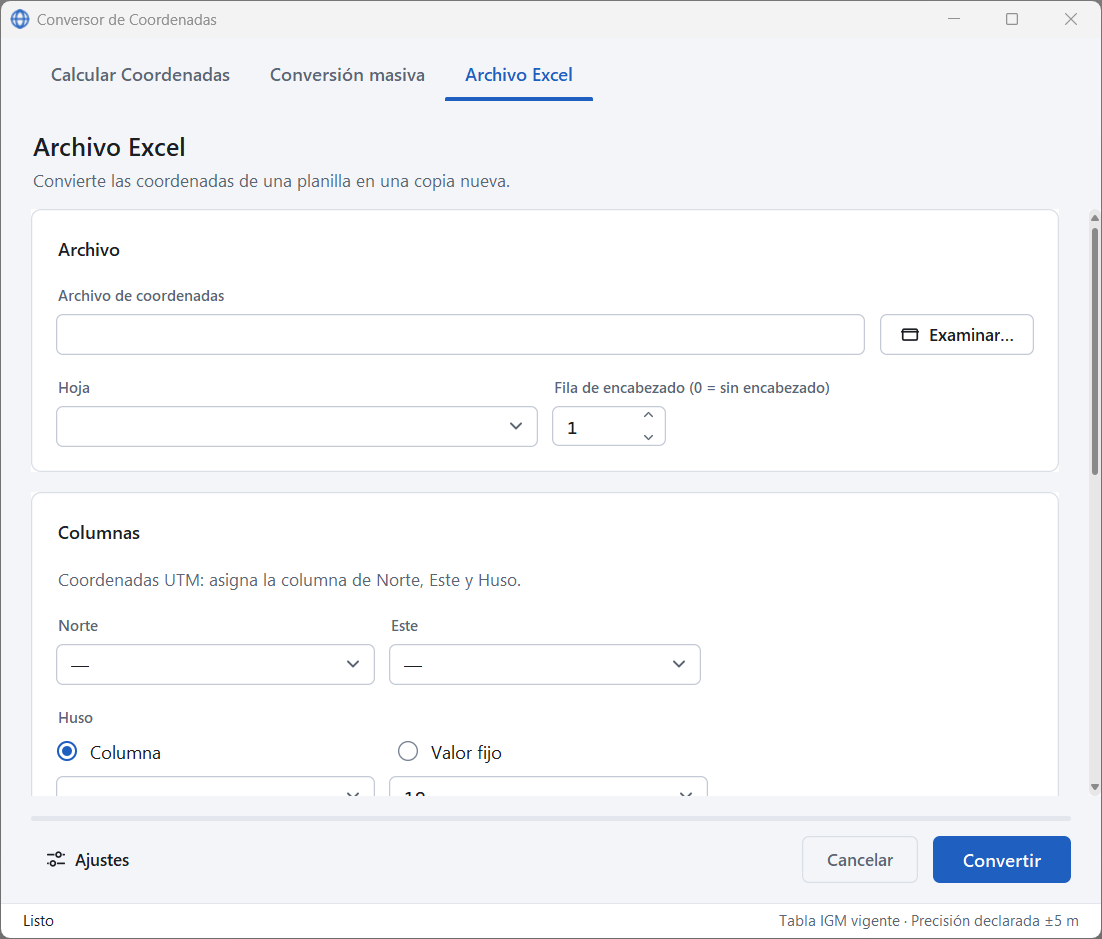 Conversor de Coordenadas
Calcular Coordenadas Conversión masiva Archivo Excel
Archivo Excel
Convierte las coordenadas de una planilla en una copia nueva.
Archivo
Archivo de coordenadas
Examinar...
Hoja Fila de encabezado (0 = sin encabezado)
1
Columnas
Coordenadas UTM: asigna la columna de Norte, Este y Huso.
Norte Este
— —
Huso
Columna Valor fijo
Ajustes Cancelar Convertir
Listo Tabla IGM vigente · Precisión declarada ±5 m